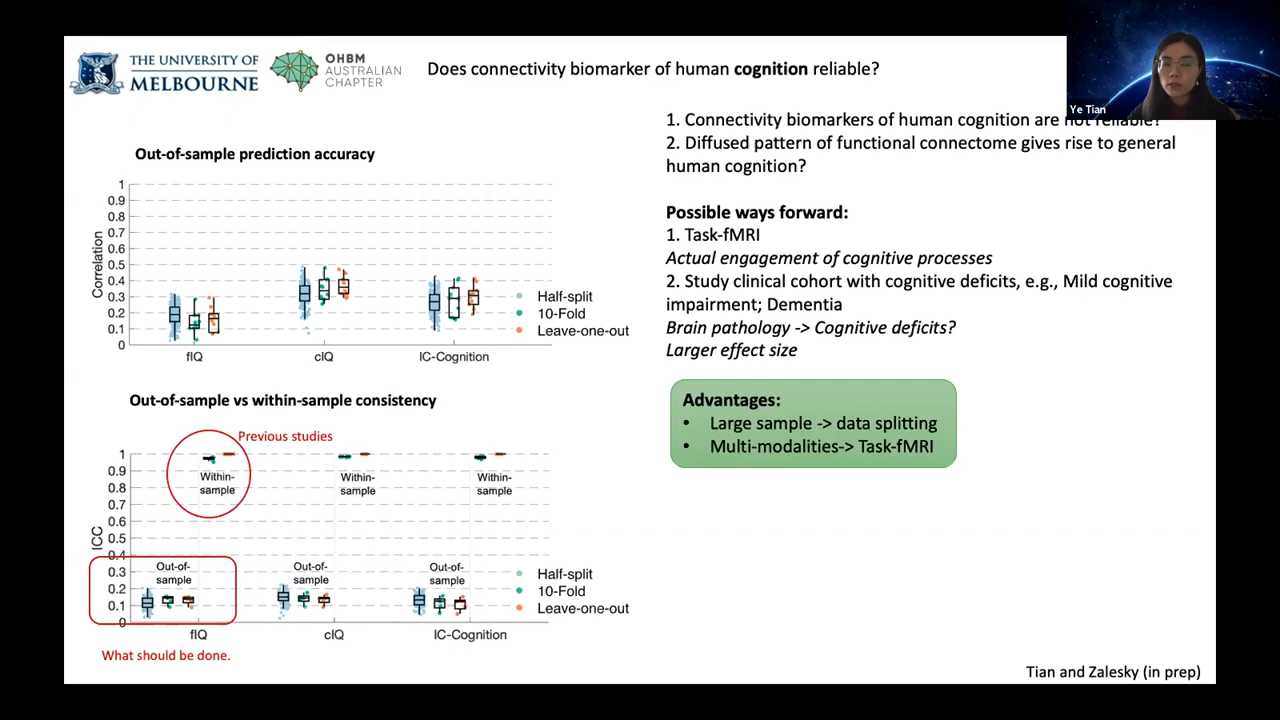 THE UNIVERSITY OF
MELBOURNE
OHBM
AUSTRALIAN
CHAPTER
Does connectivity biomarker of human cognition reliable?
Ye Tian
Out-of-sample prediction accuracy
1
0.9
0.8
0.7
0.6
0.5
0.4
0.3
0.2
0.1
0
Correlation
fIQ
cIQ
IC-Cognition
Half-split
10-Fold
Leave-one-out
Out-of-sample vs within-sample consistency
Previous studies
1
0.9
0.8
0.7
0.6
0.5
0.4
0.3
0.2
0.1
0
ICC
Within-
sample
Within-
sample
Within-
sample
Out-of-
sample
Out-of-
sample
Out-of-
sample
fIQ
cIQ
IC-Cognition
Half-split
10-Fold
Leave-one-out
What should be done.
1. Connectivity biomarkers of human cognition are not reliable?
2. Diffused pattern of functional connectome gives rise to general
human cognition?
Possible ways forward:
1. Task-fMRI
Actual engagement of cognitive processes
2. Study clinical cohort with cognitive deficits, e.g., Mild cognitive
impairment; Dementia
Brain pathology -> Cognitive deficits?
Larger effect size
Advantages:
• Large sample -> data splitting
• Multi-modalities-> Task-fMRI
Tian and Zalesky (in prep)